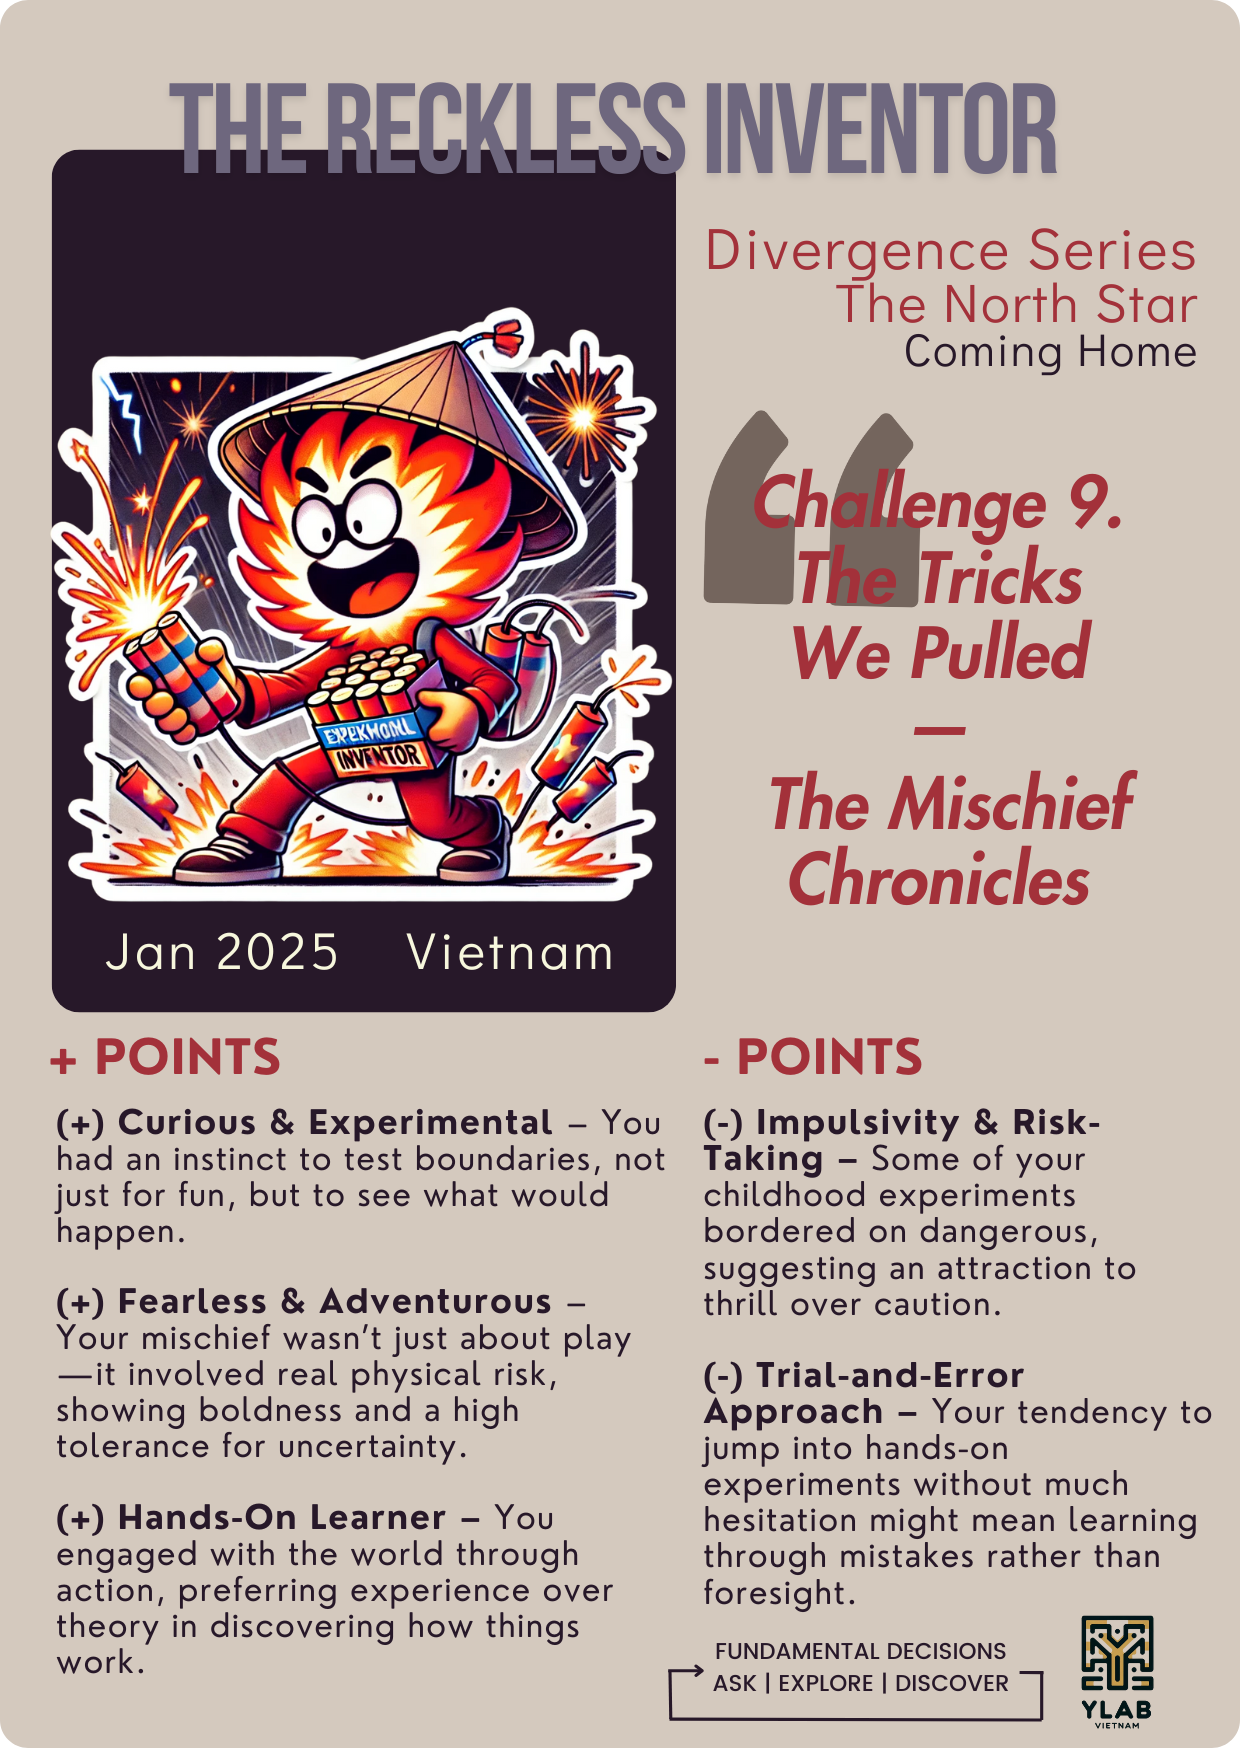 THE RECKLESS INVENTOR
Divergence Series
The North Star
Coming Home
Challenge 9.
The Tricks
We Pulled
—
The Mischief
Chronicles
INVENTOR
Jan 2025 Vietnam
+ POINTS
(+) Curious & Experimental – You
had an instinct to test boundaries, not
just for fun, but to see what would
happen.
(+) Fearless & Adventurous –
Your mischief wasn’t just about play
—it involved real physical risk,
showing boldness and a high
tolerance for uncertainty.
(+) Hands-On Learner – You
engaged with the world through
action, preferring experience over
theory in discovering how things
work.
- POINTS
(-) Impulsivity & Risk-
Taking – Some of your
childhood experiments
bordered on dangerous,
suggesting an attraction to
thrill over caution.
(-) Trial-and-Error
Approach – Your tendency to
jump into hands-on
experiments without much
hesitation might mean learning
through mistakes rather than
foresight.
FUNDAMENTAL DECISIONS
ASK | EXPLORE | DISCOVER
YLAB
VIETNAM